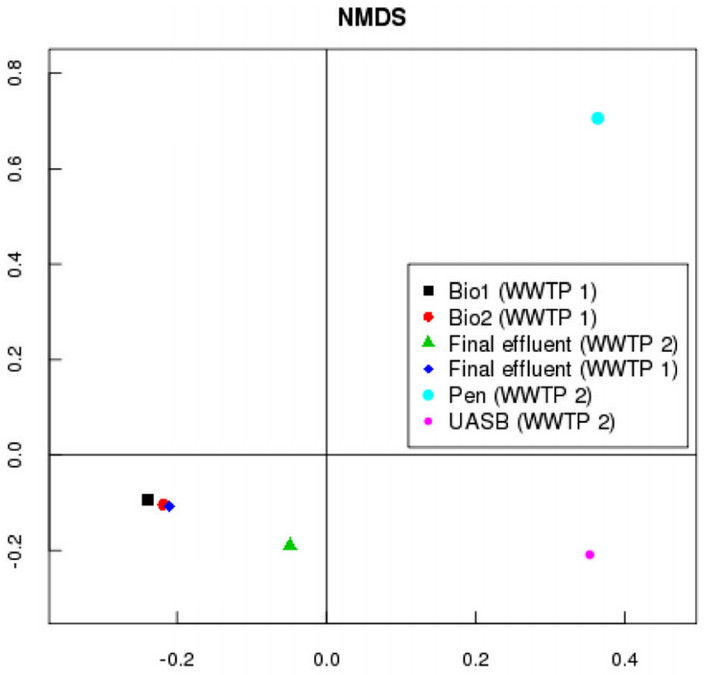 NMDS
0.8
0.6
0.4
0.2
0.0
-0.2
Bio1 (WWTP 1)
Bio2 (WWTP 1)
Final effluent (WWTP 2)
Final effluent (WWTP 1)
Pen (WWTP 2)
UASB (WWTP 2)
-0.2 0.0 0.2 0.4